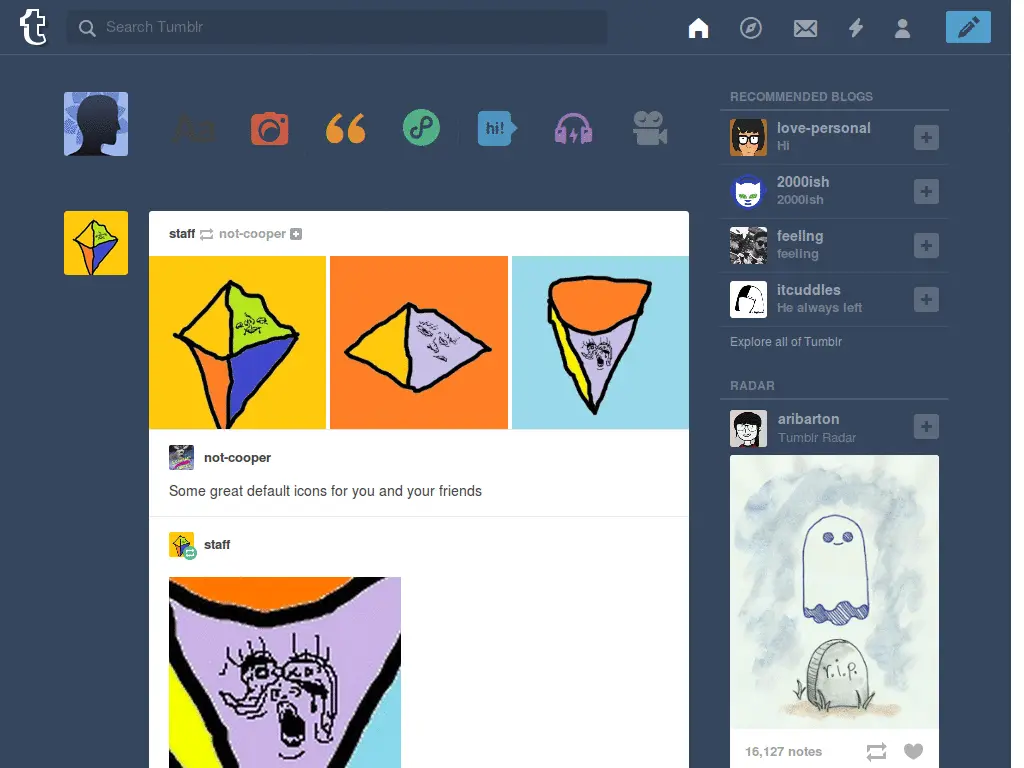 t
Search Tumblr
Aa
hi!
staff not-cooper
not-cooper
Some great default icons for you and your friends
staff
RECOMMENDED BLOGS
love-personal
Hi
2000ish
2000ish
feellng
feeling
itcuddles
He always left
Explore all of Tumblr
RADAR
aribarton
Tumblr Radar
r.i.p.
16,127 notes